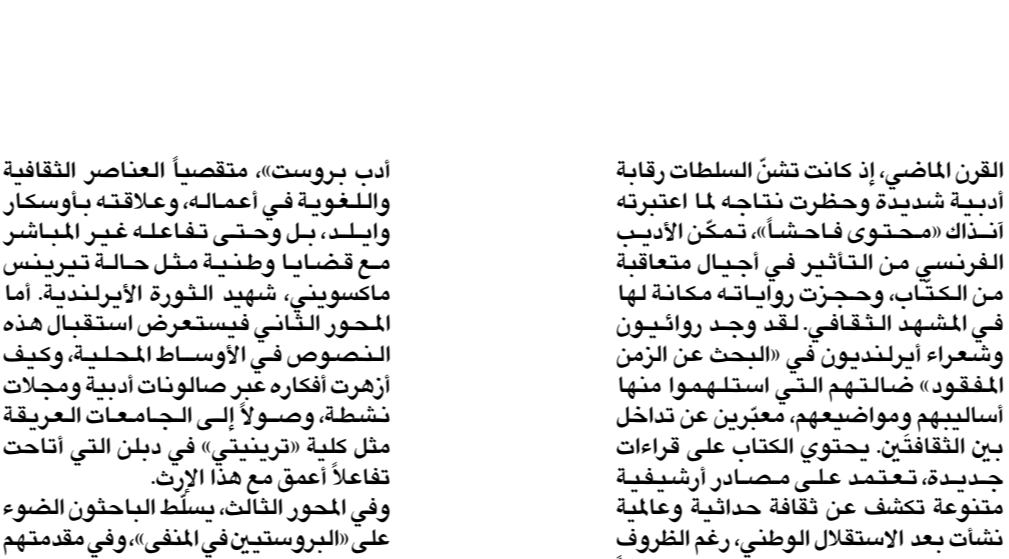 القرن الماضي، إذ كانت تشنّ السلطات رقابة
أدبية شديدة وحظرت نتاجه لما اعتبرته
آنذاك «محتوى فاحشاً»، تمكّن الأديب
الفرنسي من التأثير في أجيال متعاقبة
من الكتّاب، وحجزت رواياته مكانة لها
في المشهد الثقافي. لقد وجد روائيون
وشعراء أيرلنديون في «البحث عن الزمن
المفقود» ضالتهم التي استلهموا منها
أساليبهم ومواضيعهم، معبّرين عن تداخل
بين الثقافتَين. يحتوي الكتاب على قراءات
جديدة، تعتمد على مصادر أرشيفية
متنوعة تكشف عن ثقافة حداثية وعالمية
نشأت بعد الاستقلال الوطني، رغم الظروف
أدب بروست»، متقصياً العناصر الثقافية
واللغوية في أعماله، وعلاقته بأوسكار
وايلد، بل وحتى تفاعله غير المباشر
مع قضايا وطنية مثل حالة تيرينس
ماكسويني، شهيد الثورة الأيرلندية. أما
المحور الثاني فيستعرض استقبال هذه
النصوص في الأوساط المحلية، وكيف
أزهرت أفكاره عبر صالونات أدبية ومجلات
نشطة، وصولاً إلى الجامعات العريقة
مثل كلية «ترينيتي» في دبلن التي أتاحت
تفاعلاً أعمق مع هذا الإرث.
وفي المحور الثالث، يسلّط الباحثون الضوء
على «البروستيين في المنفى»، وفي مقدمتهم